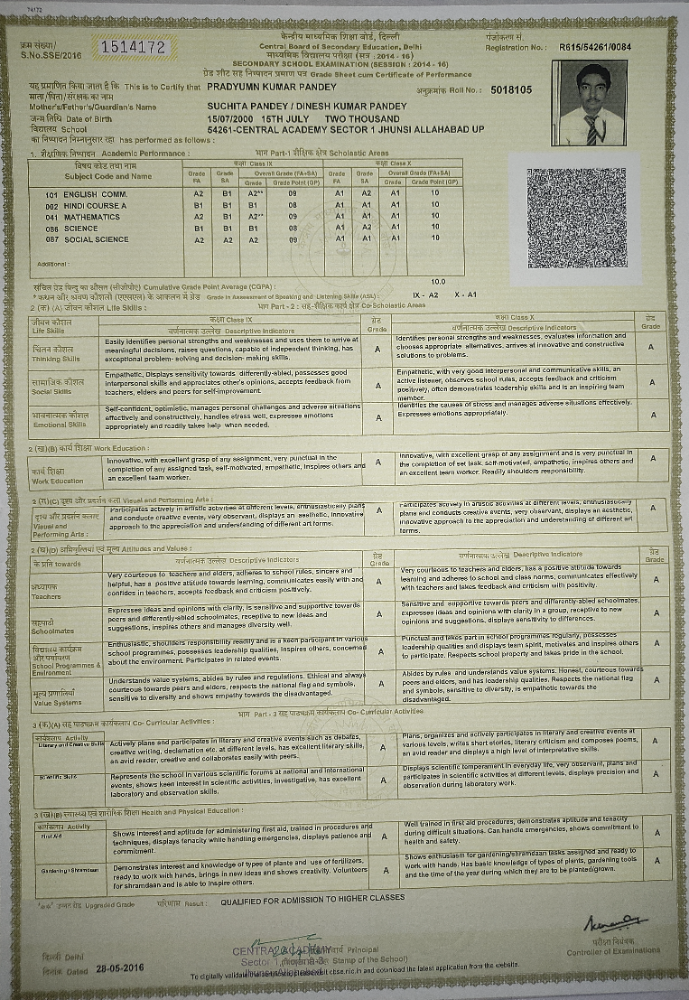 74172
केन्द्रीय माध्यमिक शिक्षा बोर्ड, दिल्ली
Central Board of Secondary Education, Delhi
माध्यमिक विद्यालय परीक्षा (सत्र : 2014 - 16)
SECONDARY SCHOOL EXAMINATION (SESSION : 2014 - 16)
ग्रेड शीट सह निष्पादन प्रमाण पत्र Grade Sheet cum Certificate of Performance
क्रम संख्या/
S.No.SSE/2016
1514172
पंजीकरण सं.
Registration No. : R615/54261/0084
यह प्रमाणित किया जाता है कि This is to Certify that PRADYUMN KUMAR PANDEY
अनुक्रमांक Roll No.: 5018105
माता/पिता/संरक्षक का नाम
Mother's/Father's/Guardian's Name SUCHITA PANDEY / DINESH KUMAR PANDEY
जन्म तिथि Date of Birth 15/07/2000 15TH JULY TWO THOUSAND
विद्यालय School 54261-CENTRAL ACADEMY SECTOR 1 JHUNSI ALLAHABAD UP
का निष्पादन निम्नानुसार रहा has performed as follows :
1. शैक्षणिक निष्पादन Academic Performance : भाग Part-1 शैक्षिक क्षेत्र Scholastic Areas
विषय कोड तथा नाम
Subject Code and Name
कक्षा Class IX
कक्षा Class X
Grade FA Grade SA Overall Grade (FA+SA) Grade Grade Point (GP)
Grade FA Grade SA Overall Grade (FA+SA) Grade Grade Point (GP)
101 ENGLISH COMM. A2 B1 A2** 09 A1 A2 A1 10
002 HINDI COURSE A B1 B1 B1 08 A1 A1 A1 10
041 MATHEMATICS A2 B1 A2** 09 A1 A1 A1 10
086 SCIENCE B1 B1 B1 08 A1 A2 A1 10
087 SOCIAL SCIENCE A2 A2 A2 09 A1 A1 A1 10
Additional :
संचित ग्रेड बिन्दु का औसत (सीजीपीए) Cumulative Grade Point Average (CGPA) : 10.0
* कथन और श्रवण कौशलों (एएसएल) के आकलन में ग्रेड Grade in Assessment of Speaking and Listening Skills (ASL) : IX - A2 X - A1
2 (क) (A) जीवन कौशल Life Skills : भाग Part - 2 : सह-शैक्षिक क्षेत्र Co-Scholastic Areas
जीवन कौशल
Life Skills
कक्षा Class IX
वर्णनात्मक उल्लेख Descriptive Indicators
ग्रेड
Grade
कक्षा Class X
वर्णनात्मक उल्लेख Descriptive Indicators
ग्रेड
Grade
चिंतन कौशल
Thinking Skills
Easily identifies personal strengths and weaknesses and uses them to arrive at
meaningful decisions, raises questions, capable of independent thinking, has
exceptional problem- solving and decision- making skills.
A
Identifies personal strengths and weaknesses, evaluates information and
chooses appropriate alternatives, arrives at innovative and constructive
solutions to problems.
A
सामाजिक कौशल
Social Skills
Empathetic, Displays sensitivity towards differently-abled, possesses good
interpersonal skills and appreciates other's opinions, accepts feedback from
teachers, elders and peers for self-improvement.
A
Empathetic, with very good interpersonal and communicative skills, an
active listener, observes school rules, accepts feedback and criticism
positively, often demonstrates leadership skills and is an inspiring team
member.
A
भावनात्मक कौशल
Emotional Skills
Self-confident, optimistic, manages personal challenges and adverse situations
effectively and constructively, handles stress well, expresses emotions
appropriately and readily takes help when needed.
A
Identifies the causes of stress and manages adverse situations effectively.
Expresses emotions appropriately.
A
2 (ख)(B) कार्य शिक्षा Work Education :
कार्य शिक्षा
Work Education
Innovative, with excellent grasp of any assignment, very punctual in the
completion of any assigned task, self-motivated, empathetic, inspires others and
an excellent team worker.
A
Innovative, with excellent grasp of any assignment and is very punctual in
the completion of set task. self-motivated, empathetic, inspires others and
an excellent team worker. Readily shoulders responsibility.
A
2 (ग)(C) दृश्य और प्रदर्शन कला Visual and Performing Arts :
दृश्य और प्रदर्शन कलाएं
Visual and
Performing Arts :
Participates actively in artistic activities at different levels, enthusiastically plans
and conducts creative events, very observant, displays an aesthetic, innovative
approach to the appreciation and understanding of different art forms.
A
Participates actively in artistic activities at different levels, enthusiastically
plans and conducts creative events, very observant, displays an aesthetic,
innovative approach to the appreciation and understanding of different art
forms.
A
2 (घ)(D) अभिवृत्तियां एवं मूल्य Attitudes and Values :
के प्रति towards
वर्णनात्मक उल्लेख Descriptive Indicators
ग्रेड
Grade
वर्णनात्मक उल्लेख Descriptive Indicators
ग्रेड
Grade
अध्यापक
Teachers
Very courteous to teachers and elders, adheres to school rules, sincere and
helpful, has a positive attitude towards learning, communicates easily with and
confides in teachers, accepts feedback and criticism positively.
A
Very courteous to teachers and elders, has a positive attitude towards
learning and adheres to school and class norms, communicates effectively
with teachers and takes feedback and criticism with positivity.
A
सहपाठी
Schoolmates
Expresses ideas and opinions with clarity, is sensitive and supportive towards
peers and differently-abled schoolmates, receptive to new ideas and
suggestions, inspires others and manages diversity well.
A
Sensitive and supportive towards peers and differently-abled schoolmates.
expresses ideas and opinions with clarity in a group, receptive to new
opinions and suggestions, displays sensitivity to differences.
A
विद्यालय कार्यक्रम
और पर्यावरण
School Programmes &
Environment
Enthusiastic, shoulders responsibility readily and is a keen participant in various
school programmes, possesses leadership qualities, inspires others, concerned
about the environment. Participates in related events
A
Punctual and takes part in school programmes regularly, possesses
leadership qualities and displays team spirit, motivates and inspires others
to participate. Respects school property and takes pride in the school.
A
मूल्य प्रणालियां
Value Systems
Understands value systems, abides by rules and regulations. Ethical and always
courteous towards peers and elders, respects the national flag and symbols,
sensitive to diversity and shows empathy towards the disadvantaged.
A
Abides by rules and understands value systems. Honest, courteous towards
peers and elders, and has leadership qualities. Respects the national flag
and symbols, sensitive to diversity, is empathetic towards the
disadvantaged.
A
भाग Part - 3 सह पाठ्यक्रम कार्यकलाप Co- Curricular Activities :
3 (क)(A) सह पाठ्यक्रम कार्यकलाप Co- Curricular Activities :
कार्यकलाप Activity
Literary and Creative Skills
Actively plans and participates in literary and creative events such as debates,
creative writing, declamation etc. at different levels, has excellent literary skills,
an avid reader, creative and collaborates easily with peers.
A
Plans, organizes and actively participates in literary and creative events at
various levels, writes short stories, literary criticism and composes poems,
an avid reader and displays a high level of interpretative skills.
A
Scientific Skills
Represents the school in various scientific forums at national and international
events, shows keen interest in scientific activities, investigative, has excellent
laboratory and observation skills.
A
Displays scientific temperament in everyday life, very observant, plans and
participates in scientific activities at different levels, displays precision and
observation during laboratory work.
A
3 (ख)(B) स्वास्थ्य एवं शारीरिक शिक्षा Health and Physical Education :
कार्यकलाप Activity
First Aid
Shows interest and aptitude for administering first aid, trained in procedures and
techniques, displays tenacity while handling emergencies, displays patience and
commitment.
A
Well trained in first aid procedures, demonstrates aptitude and tenacity
during difficult situations. Can handle emergencies, shows commitment to
health and safety.
A
Gardening/Shramdaan
Demonstrates interest and knowledge of types of plants and use of fertilizers,
ready to work with hands, brings in new ideas and shows creativity. Volunteers
for shramdaan and is able to inspire others.
A
Shows enthusiasm for gardening/shramdaan tasks assigned and ready to
work with hands. Has basic knowledge of types of plants, gardening tools
and the time of the year during which they are to be planted/grown.
A
"**" उन्नत ग्रेड Upgraded Grade परिणाम Result : QUALIFIED FOR ADMISSION TO HIGHER CLASSES
दिल्ली Delhi
दिनांक Dated 28-05-2016
CENTRAL ACADEMY
Principal
Stamp of the School)
परीक्षा नियंत्रक
Controller of Examinations